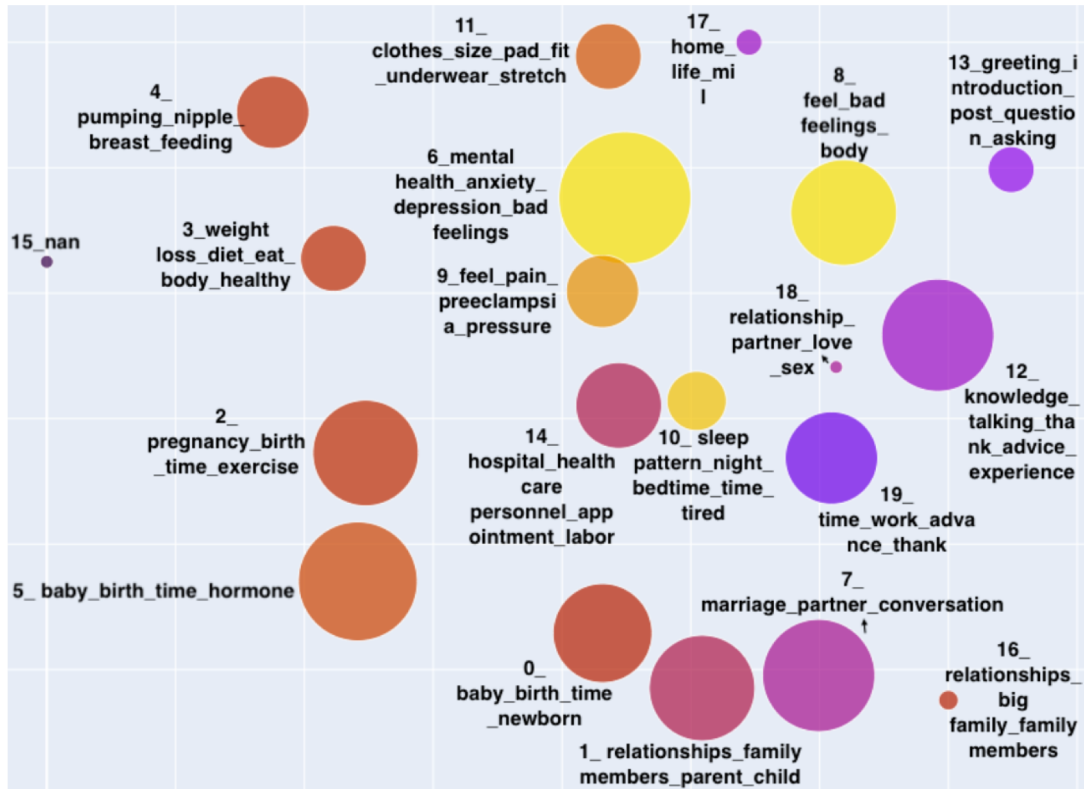 11_
clothes_size_pad_fit
_underwear_stretch
17_
home_
life_mi
l
13_greeting_i
ntroduction_
post_questio
n_asking
8_
feel_bad
feelings_
body
4_
pumping_nipple_
breast_feeding
6_mental
health_anxiety_
depression_bad
feelings
15_nan
3_weight
loss_diet_eat_
body_healthy
9_feel_pain_
preeclampsi
a_pressure
18_
relationship_
partner_love
_sex
12_
knowledge_
talking_tha
nk_advice_
experience
2_
pregnancy_birth
_time_exercise
14_
hospital_health
care
personnel_app
ointment_labor
10_ sleep
pattern_night_
bedtime_time_
tired
19_
time_work_adva
nce_thank
5_ baby_birth_time_hormone
7_
marriage_partner_conversation
0_
baby_birth_time
_newborn
16_
relationships_
big
family_family
members
1_ relationships_family
members_parent_child